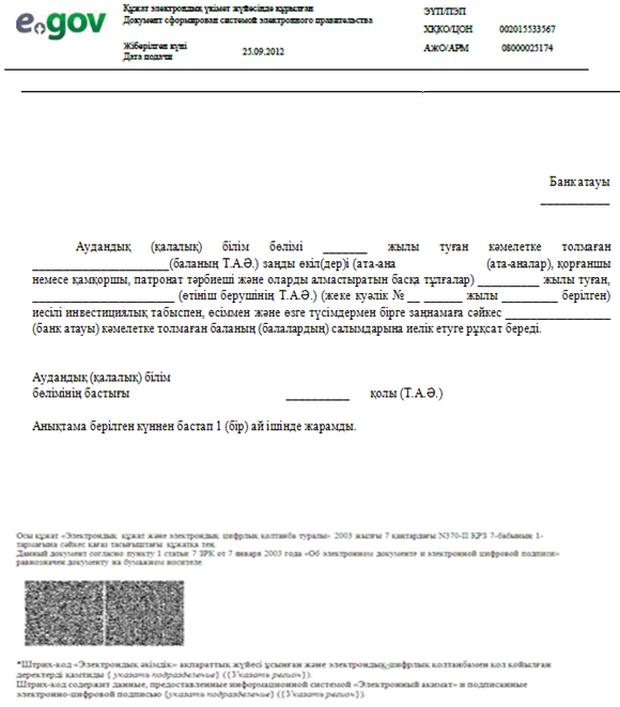 e.gov
Құжат электрондық үкімет жүйесінде құрылған
Документ сформирован системой электронного правительства
Жіберілген күні
Дата подачи
25.09.2012
ЭҮП/ПЭП
ХҚКО/ЦОН 002015533567
АЖО/АРМ 08000025174
Банк атауы
___________
Аудандық (қалалық) білім бөлімі _______ жылы туған кәмелетке толмаған
______________________(баланың Т.А.Ә.) заңды өкіл(дер)і (ата-ана (ата-аналар), қорғаншы
немесе қамқоршы, патронат тәрбиеші және оларды алмастыратын басқа тұлғалар) __________ жылы туған,
_______________________ (өтініш берушінің Т.А.Ә.) (жеке куәлік № __ ______ жылы _________ берілген)
иесілі инвестициялық табыспен, өсіммен және өзге түсімдермен бірге заңнамаға сәйкес _________________
(банк атауы) кәмелетке толмаған баланың (балалардың) салымдарына иелік етуге рұқсат береді.
Аудандық (қалалық) білім
бөлімінің бастығы __________ қолы (Т.А.Ә.)
Анықтама берілген күннен бастап 1 (бір) ай ішінде жарамды.
Осы құжат «Электрондық құжат және электрондық цифрлық қолтаңба туралы» 2003 жылғы 7 қаңтардағы N370-II ҚРЗ 7-бабының 1-
тармағына сәйкес қағаз тасығыштағы құжатқа тең.
Данный документ согласно пункту 1 статьи 7 ЗРК от 7 января 2003 года «Об электронном документе и электронной цифровой подписи»
равнозначен документу на бумажном носителе.
*Штрих-код «Электрондық әкімдік» ақпараттық жүйесі ұсынған және электрондық-цифрлық қолтаңбамен қол қойылған
деректерді қамтиды ( указать подразделение) ((Указать регион)).
Штрих-код содержит данные, предоставленные информационной системой «Электронный акимат» и подписанные
электронно-цифровой подписью (указать подразделение) ((Указать регион)).